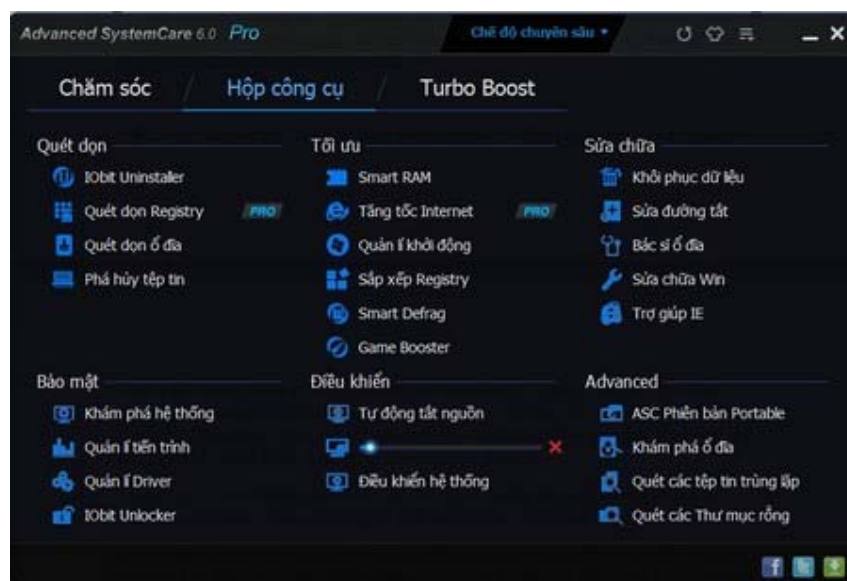 Advanced SystemCare 6.0 Pro
Chế độ chuyên sâu
Chăm sóc / Hộp công cụ / Turbo Boost
Quét dọn
IObit Uninstaller
Quét dọn Registry PRO
Quét dọn ổ đĩa
Phá hủy tệp tin
Tối ưu
Smart RAM
Tăng tốc Internet PRO
Quản lí khởi động
Sắp xếp Registry
Smart Defrag
Game Booster
Sửa chữa
Khôi phục dữ liệu
Sửa đường tắt
Bác sĩ ổ đĩa
Sửa chữa Win
Trợ giúp IE
Bảo mật
Khám phá hệ thống
Quản lí tiến trình
Quản lí Driver
IObit Unlocker
Điều khiển
Tự động tắt nguồn
Điều khiển hệ thống
Advanced
ASC Phiên bản Portable
Khám phá ổ đĩa
Quét các tệp tin trùng lặp
Quét các Thư mục rỗng